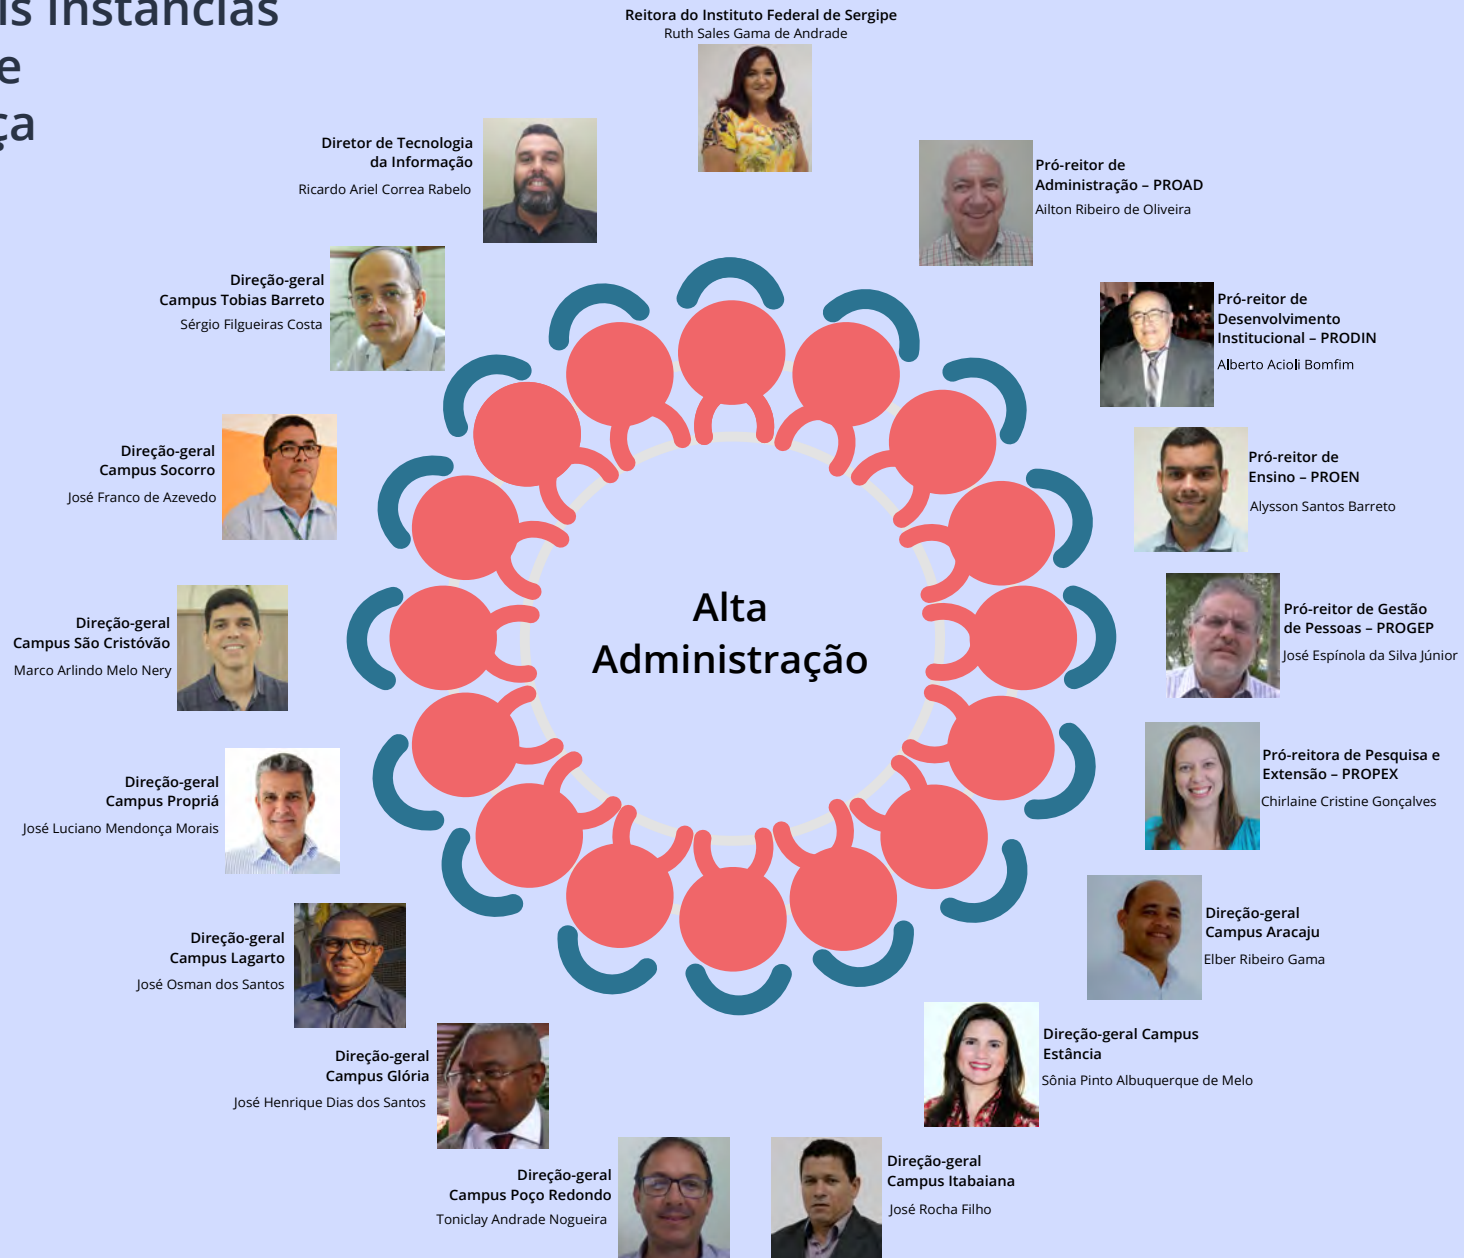 is Instâncias
e
ça
Reitora do Instituto Federal de Sergipe
Ruth Sales Gama de Andrade
Diretor de Tecnologia
da Informação
Ricardo Ariel Correa Rabelo
Pró-reitor de
Administração – PROAD
Ailton Ribeiro de Oliveira
Direção-geral
Campus Tobias Barreto
Sérgio Filgueiras Costa
Pró-reitor de
Desenvolvimento
Institucional – PRODIN
Alberto Acioli Bomfim
Direção-geral
Campus Socorro
José Franco de Azevedo
Pró-reitor de
Ensino – PROEN
Alysson Santos Barreto
Alta
Administração
Direção-geral
Campus São Cristóvão
Marco Arlindo Melo Nery
Pró-reitor de Gestão
de Pessoas – PROGEP
José Espínola da Silva Júnior
Direção-geral
Campus Propriá
José Luciano Mendonça Morais
Pró-reitora de Pesquisa e
Extensão – PROPEX
Chirlaine Cristine Gonçalves
Direção-geral
Campus Lagarto
José Osman dos Santos
Direção-geral
Campus Aracaju
Elber Ribeiro Gama
Direção-geral
Campus Glória
José Henrique Dias dos Santos
Direção-geral Campus
Estância
Sônia Pinto Albuquerque de Melo
Direção-geral
Campus Poço Redondo
Toniclay Andrade Nogueira
Direção-geral
Campus Itabaiana
José Rocha Filho